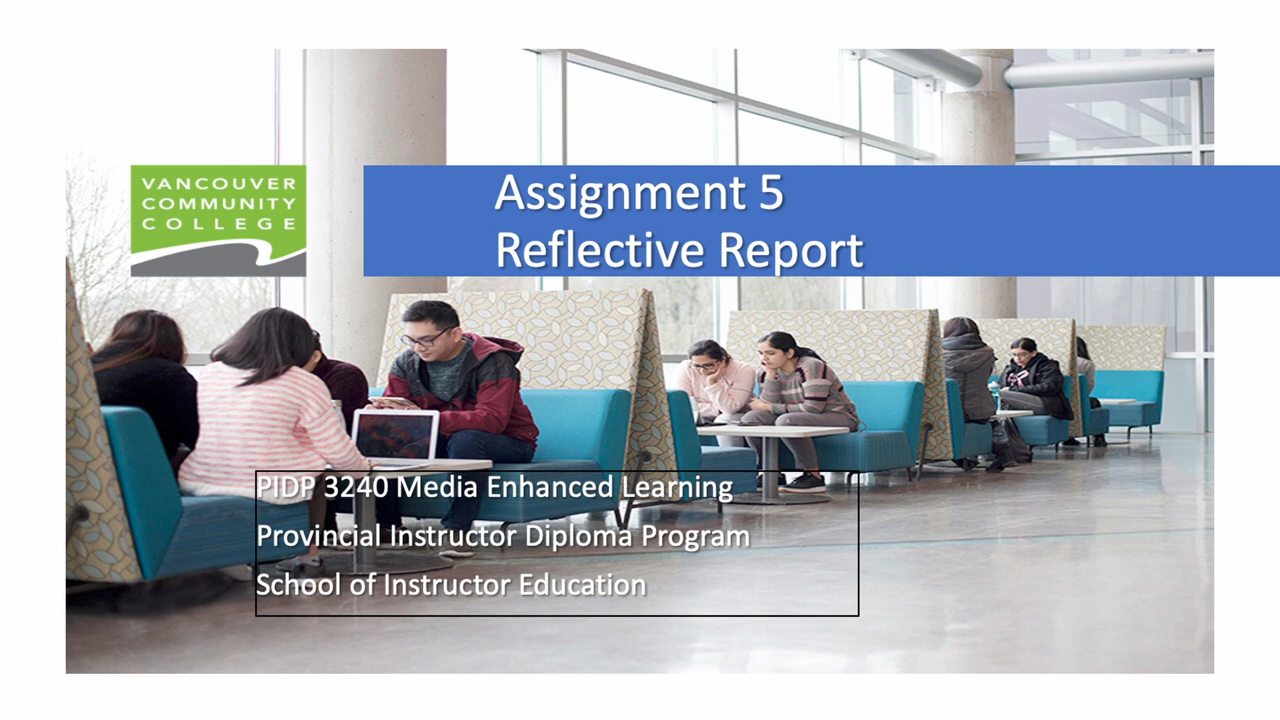 VANCOUVER
COMMUNITY
COLLEGE
Assignment 5
Reflective Report
PIDP 3240 Media Enhanced Learning
Provincial Instructor Diploma Program
School of Instructor Education